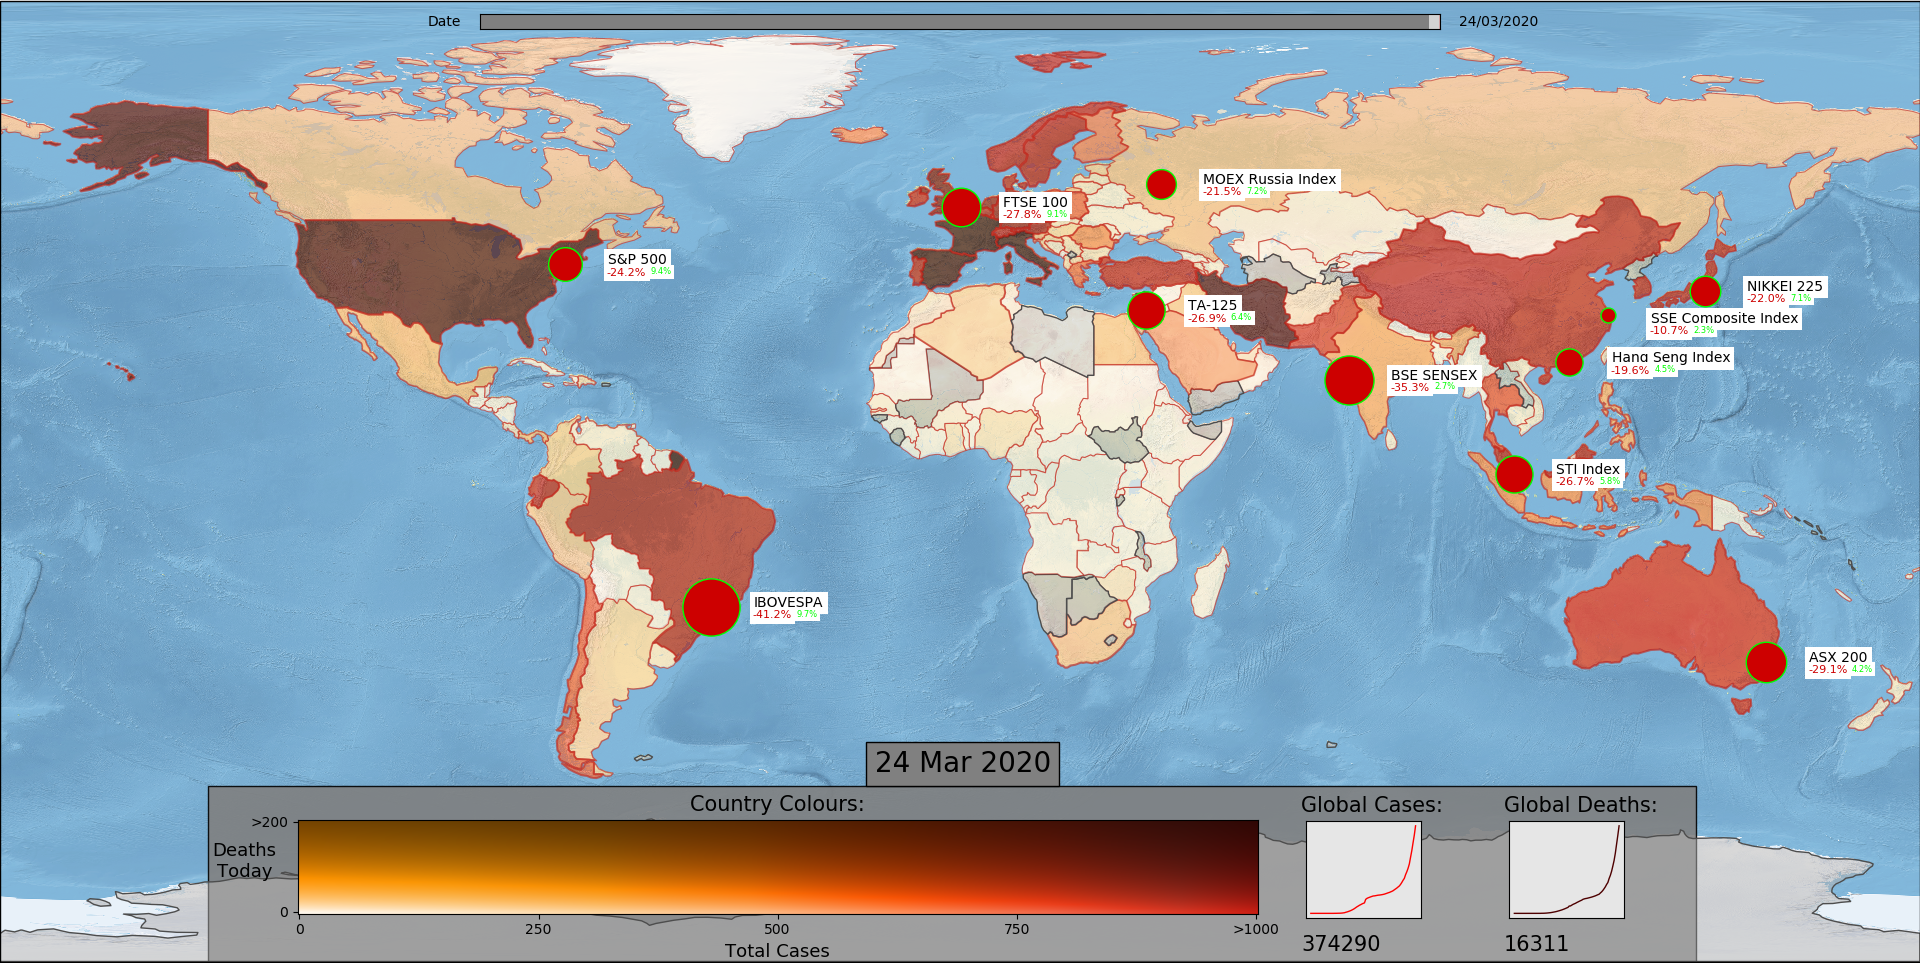 Date 24/03/2020
MOEX Russia Index
-21.5% 7.2%
FTSE 100
-27.8% 9.1%
S&P 500
-24.2% 9.4%
NIKKEI 225
-22.0% 7.1%
TA-125
-26.9% 6.4%
SSE Composite Index
-10.7% 2.3%
Hang Seng Index
-19.6% 4.5%
BSE SENSEX
-35.3% 2.7%
STI Index
-26.7% 5.8%
IBOVESPA
-41.2% 9.7%
ASX 200
-29.1% 4.2%
24 Mar 2020
Country Colours:
>200
Deaths
Today
0
0 250 500 750 >1000
Total Cases
Global Cases:
374290
Global Deaths:
16311